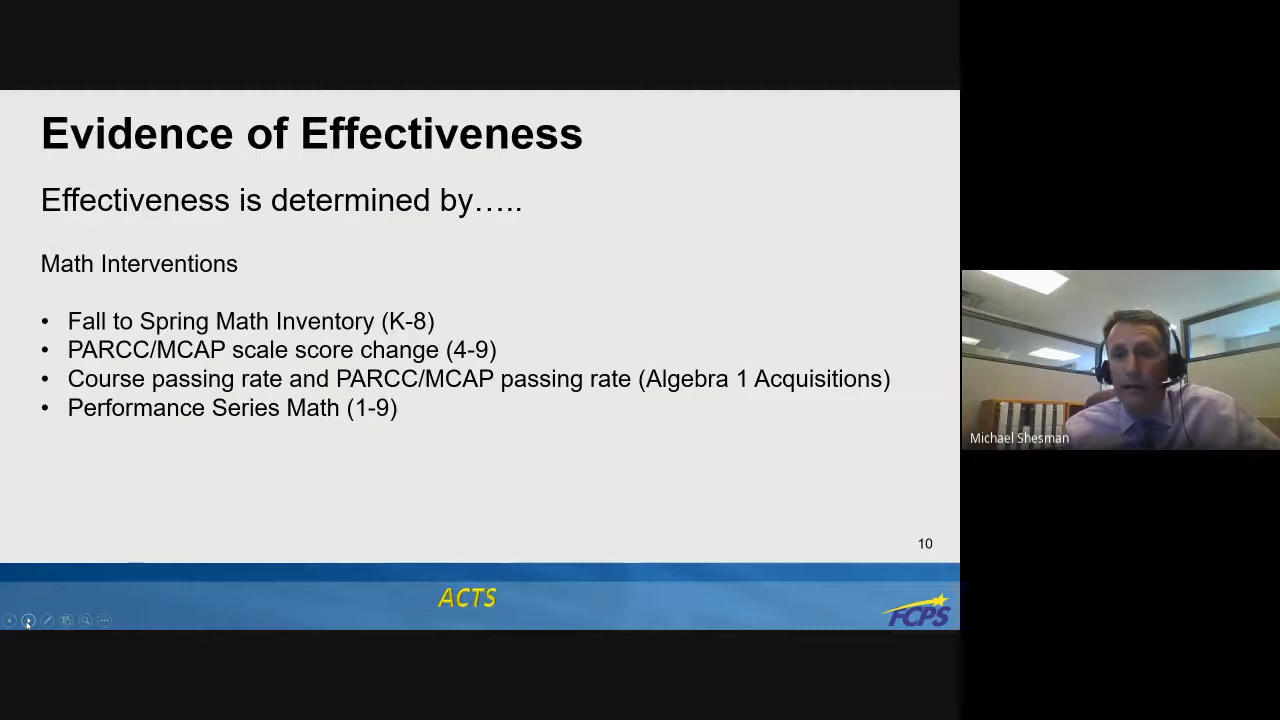 Evidence of Effectiveness
Effectiveness is determined by…..
Math Interventions
• Fall to Spring Math Inventory (K-8)
• PARCC/MCAP scale score change (4-9)
• Course passing rate and PARCC/MCAP passing rate (Algebra 1 Acquisitions)
• Performance Series Math (1-9)
10
ACTS
FCPS
Michael Shesman